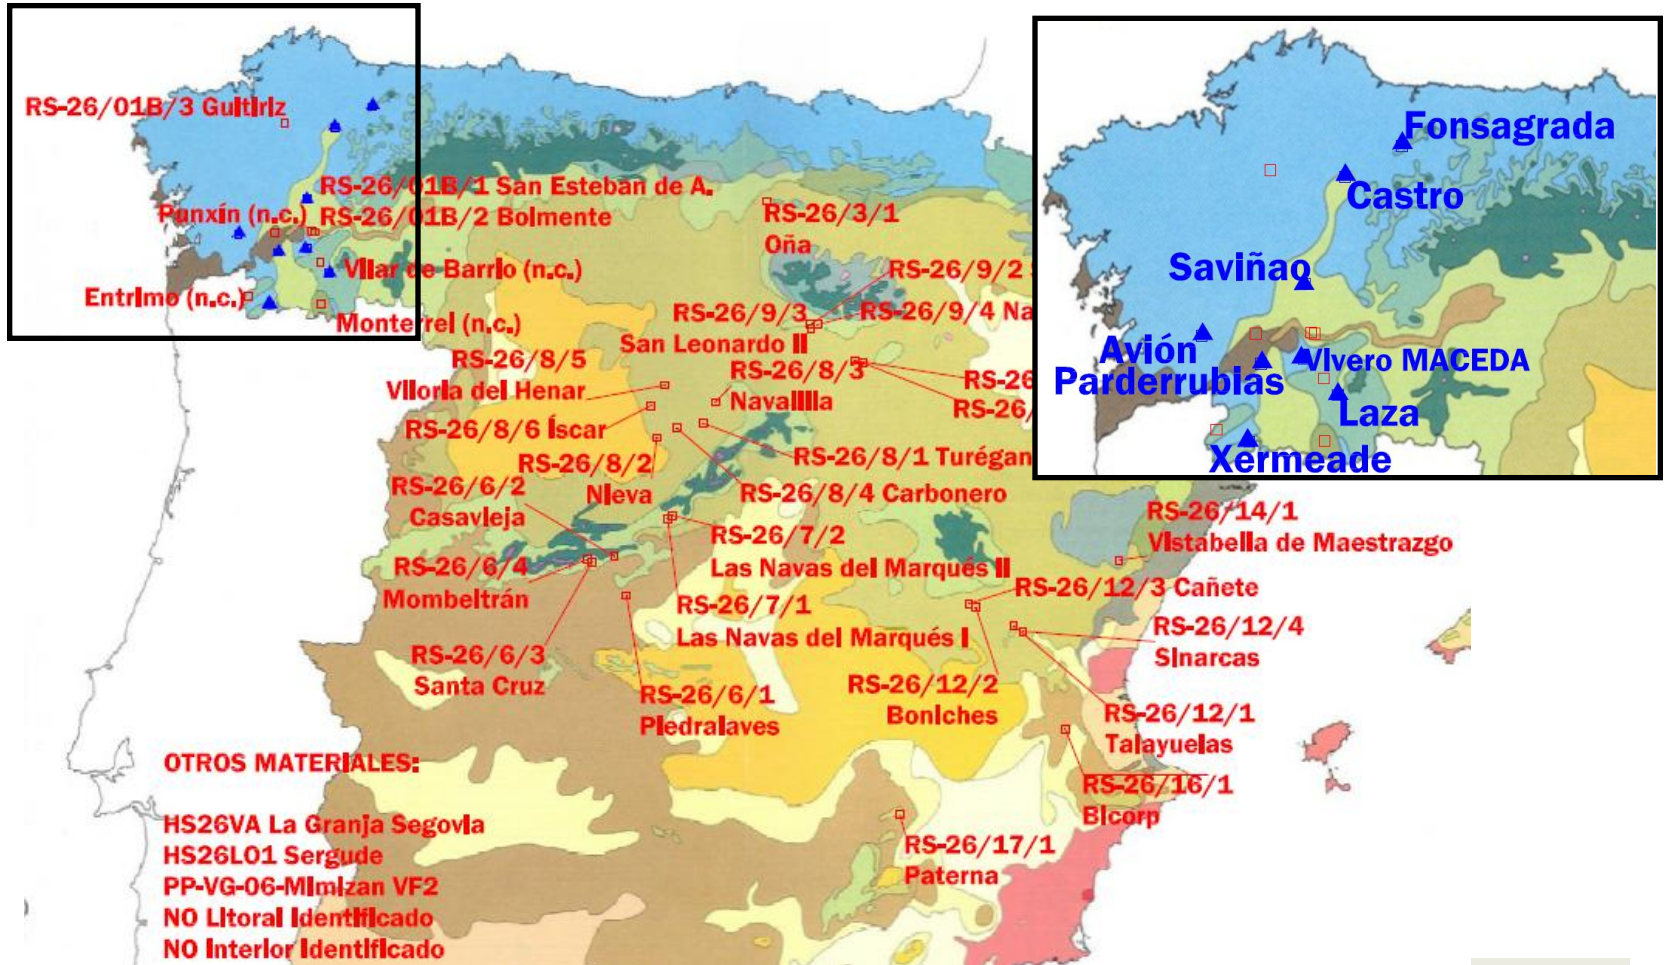 RS-26/01B/3 Guitiriz
RS-26/01B/1 San Esteban de A.
Punxín (n.c.)
RS-26/01B/2 Bolmente
Vilar de Barrio (n.c.)
Entrimo (n.c.)
Monterrei (n.c.)
RS-26/3/1
Oña
RS-26/9/2
RS-26/9/3
San Leonardo II
RS-26/9/4 Na
RS-26/8/5
Viloria del Henar
RS-26/8/3
Navalilla
RS-26
RS-26/
RS-26/8/6 Íscar
RS-26/8/2
Nieva
RS-26/8/1 Turégan
RS-26/6/2
Casavieja
RS-26/8/4 Carbonero
RS-26/7/2
Las Navas del Marqués II
RS-26/6/4
Mombeltrán
RS-26/7/1
Las Navas del Marqués I
RS-26/6/3
Santa Cruz
RS-26/6/1
Piedralaves
RS-26/14/1
Vistabella de Maestrazgo
RS-26/12/3 Cañete
RS-26/12/4
Sinarcas
RS-26/12/2
Boniches
RS-26/12/1
Talayuelas
RS-26/16/1
Bicorp
RS-26/17/1
Paterna
OTROS MATERIALES:
HS26VA La Granja Segovia
HS26LO1 Sergude
PP-VG-06-Mimizan VF2
NO Litoral Identificado
NO Interior Identificado
Fonsagrada
Castro
Saviñao
Avión
Parderrubias
Vivero MACEDA
Laza
Xermeade